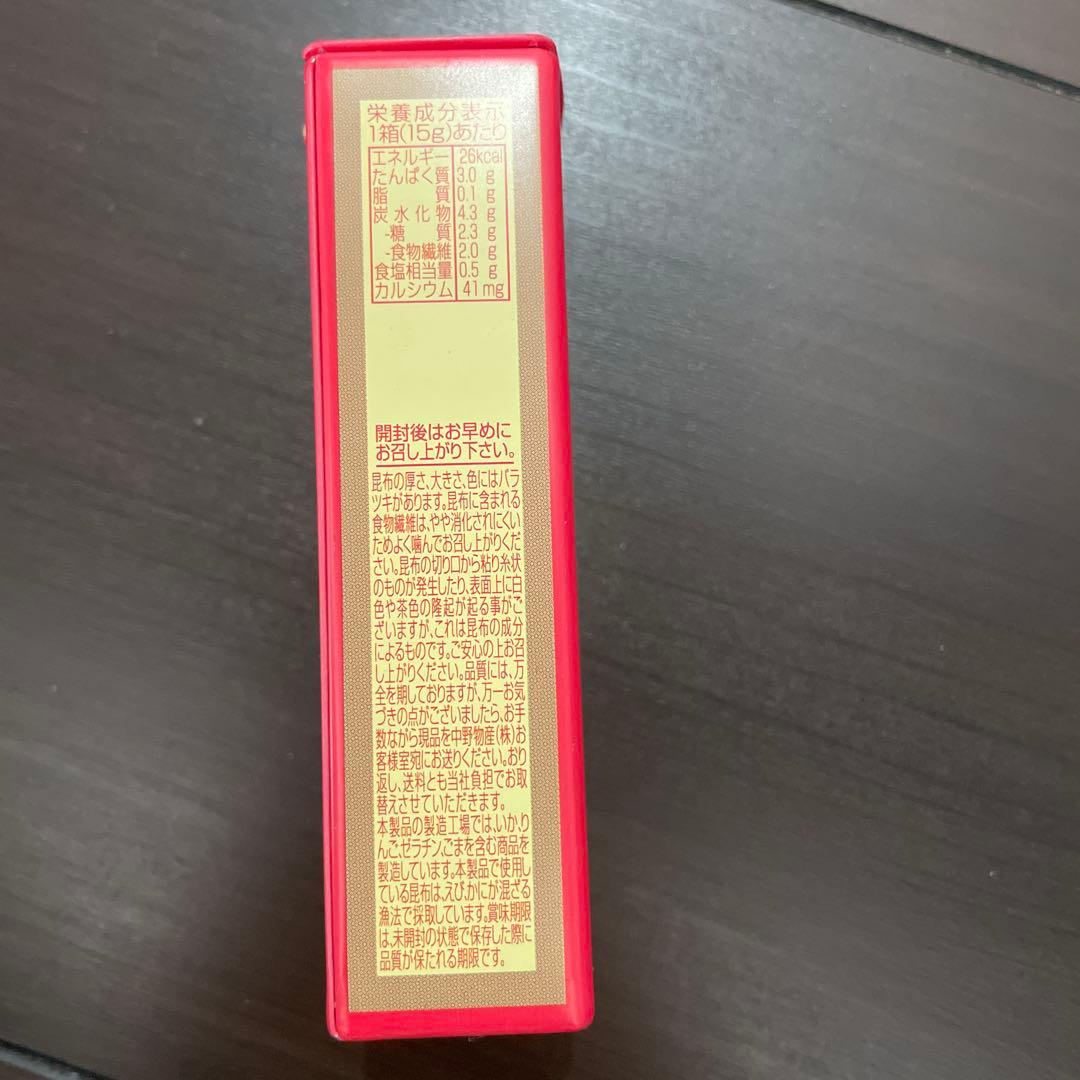 栄養成分表示
1箱(15g)あたり
エネルギー 26kcal
たんぱく質 3.0 g
脂質 0.1 g
炭水化物 4.3 g
-糖質 2.3 g
-食物繊維 2.0 g
食塩相当量 0.5 g
カルシウム 41mg
開封後はお早めに
お召し上がり下さい。
昆布の厚さ、大きさ、色にはバラ
ツキがあります。昆布に含まれる
食物繊維は、やや消化されにくい
ためよく噛んでお召し上がりくだ
さい。昆布の切り口から粘り糸状
のものが発生したり、表面上に白
色や茶色の隆起が起る事がご
ざいますが、これは昆布の成分
によるものです。ご安心の上お召
し上がりください。品質には、万
全を期しておりますが、万一お気
づきの点がございましたら、お手
数ながら現品を中野物産(株)お
客様室宛にお送りください。おり
返し、送料とも当社負担でお取
替えさせていただきます。
本製品の製造工場では、いか、り
んご、ゼラチン、ごまを含む商品を
製造しています。本製品で使用し
ている昆布は、えび、かにが混ざる
漁法で採取しています。賞味期限
は、未開封の状態で保存した際に
品質が保たれる期限です。